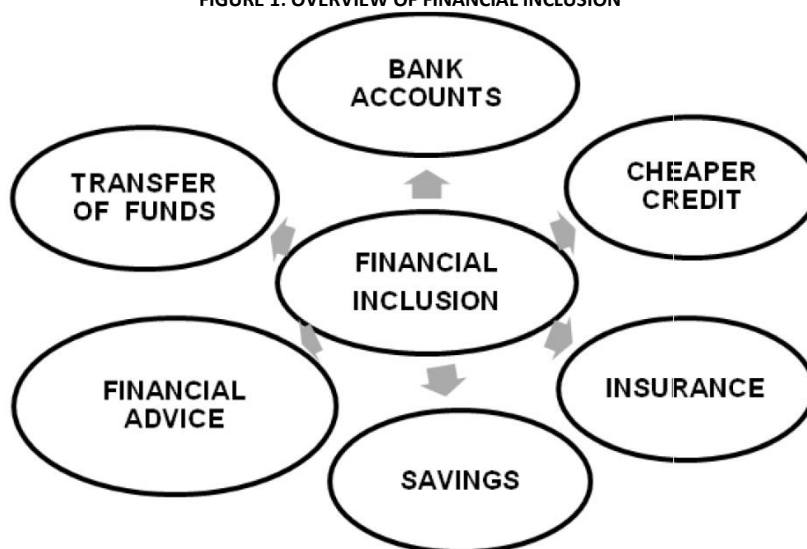 FIGURE 1: OVERVIEW OF FINANCIAL INCLUSION
BANK
ACCOUNTS
TRANSFER
OF FUNDS
CHEAPER
CREDIT
FINANCIAL
INCLUSION
FINANCIAL
ADVICE
INSURANCE
SAVINGS